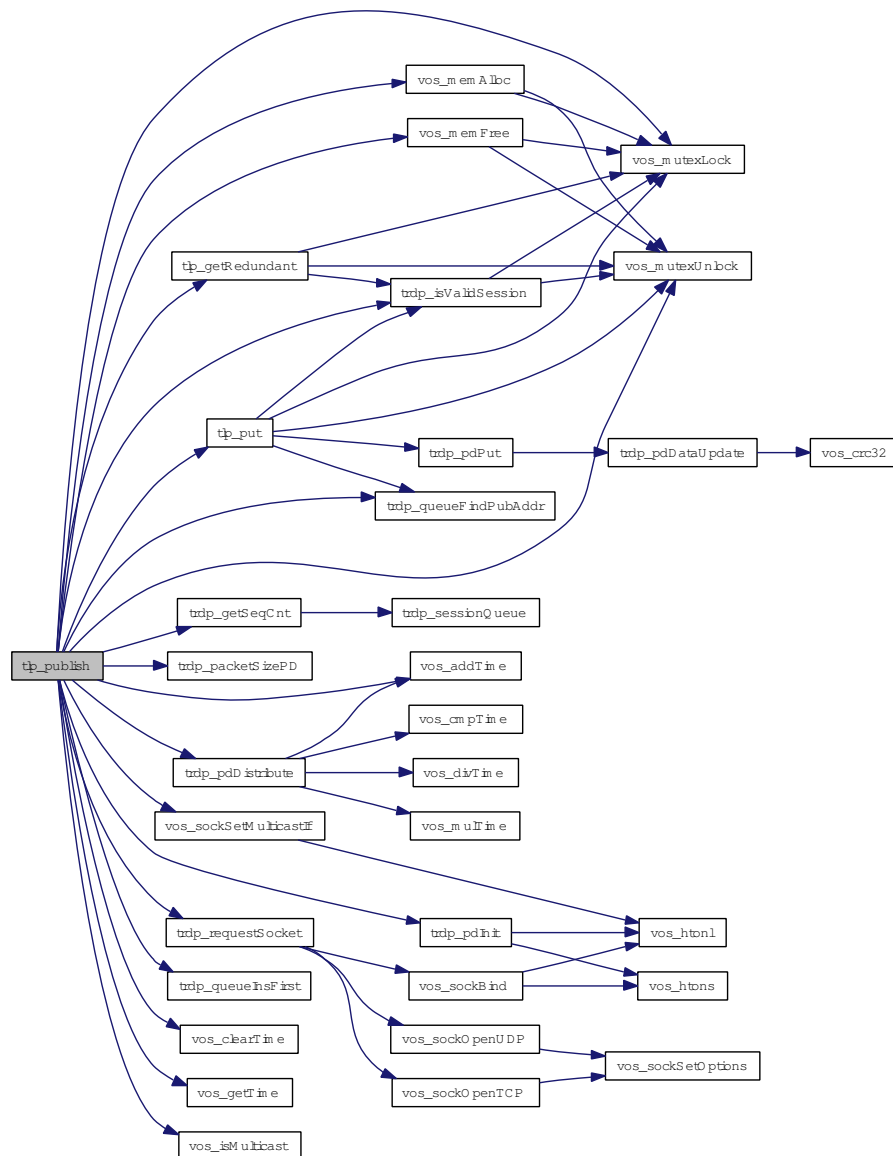 vos_memAlloc
vos_memFree
vos_mutexLock
tlp_getRedundant
vos_mutexUnlock
trdp_isValidSession
tlp_put
trdp_pdPut
trdp_pdDataUpdate
vos_crc32
trdp_queueFindPubAddr
trdp_getSeqCnt
trdp_sessionQueue
tlp_publish
trdp_packetSizePD
vos_addTime
vos_cmpTime
trdp_pdDistribute
vos_divTime
vos_sockSetMulticastIf
vos_mulTime
trdp_requestSocket
trdp_pdInit
vos_htonl
trdp_queueInsFirst
vos_sockBind
vos_htons
vos_clearTime
vos_sockOpenUDP
vos_sockSetOptions
vos_getTime
vos_sockOpenTCP
vos_isMulticast